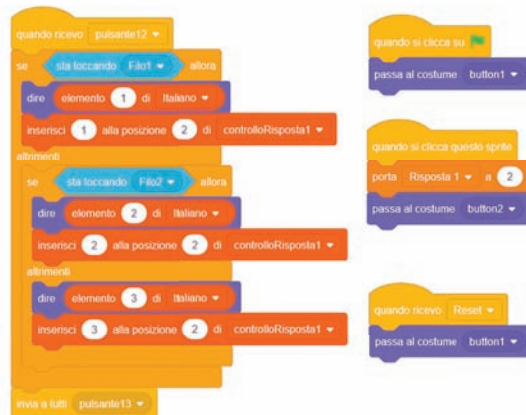 quando ricevo pulsante12
se sta toccando Filo1 allora
dire elemento 1 di Italiano
inserisci 1 alla posizione 2 di controlloRisposta1
altrimenti
se sta toccando Filo2 allora
dire elemento 2 di Italiano
inserisci 2 alla posizione 2 di controlloRisposta1
altrimenti
dire elemento 3 di Italiano
inserisci 3 alla posizione 2 di controlloRisposta1
invia a tutti pulsante13
quando si clicca su
passa al costume button1
quando si clicca questo sprite
porta Risposta 1 a 2
passa al costume button2
quando ricevo Reset
passa al costume button1